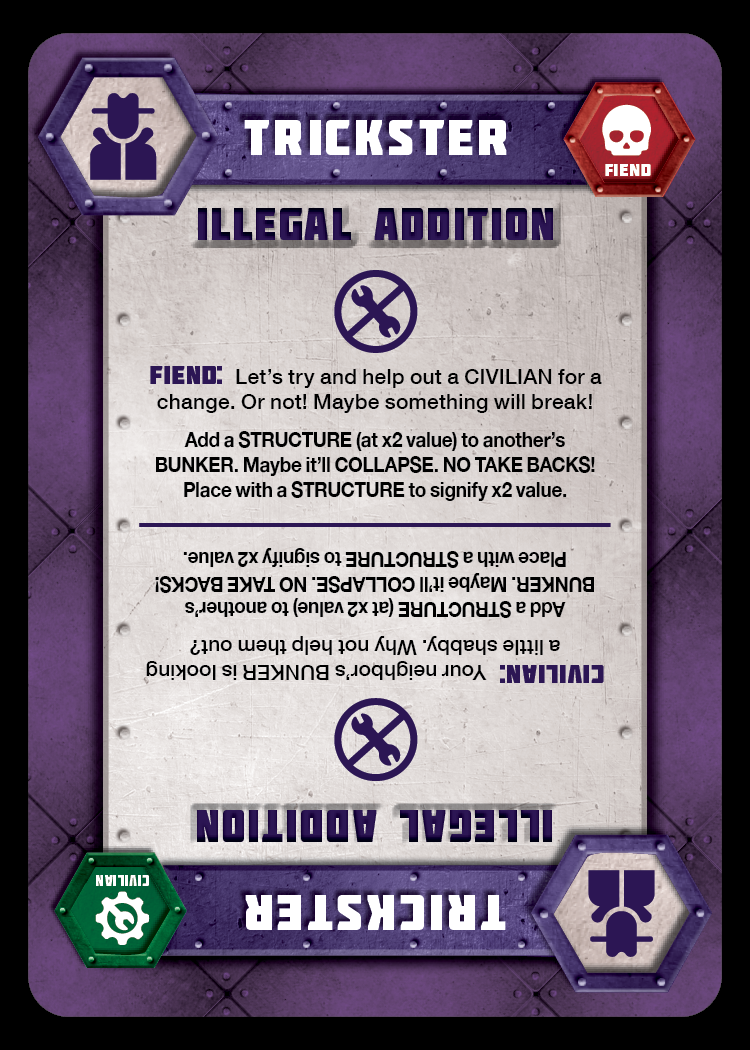 TRICKSTER
FIEND
ILLEGAL ADDITION
FIEND: Let's try and help out a CIVILIAN for a
change. Or not! Maybe something will break!
Add a STRUCTURE (at x2 value) to another's
BUNKER. Maybe it'll COLLAPSE. NO TAKE BACKS!
Place with a STRUCTURE to signify x2 value.
TRICKSTER
CIVILIAN
ILLEGAL ADDITION
CIVILIAN: Your neighbor's BUNKER is looking
a little shabby. Why not help them out?
Add a STRUCTURE (at x2 value) to another's
BUNKER. Maybe it'll COLLAPSE. NO TAKE BACKS!
Place with a STRUCTURE to signify x2 value.